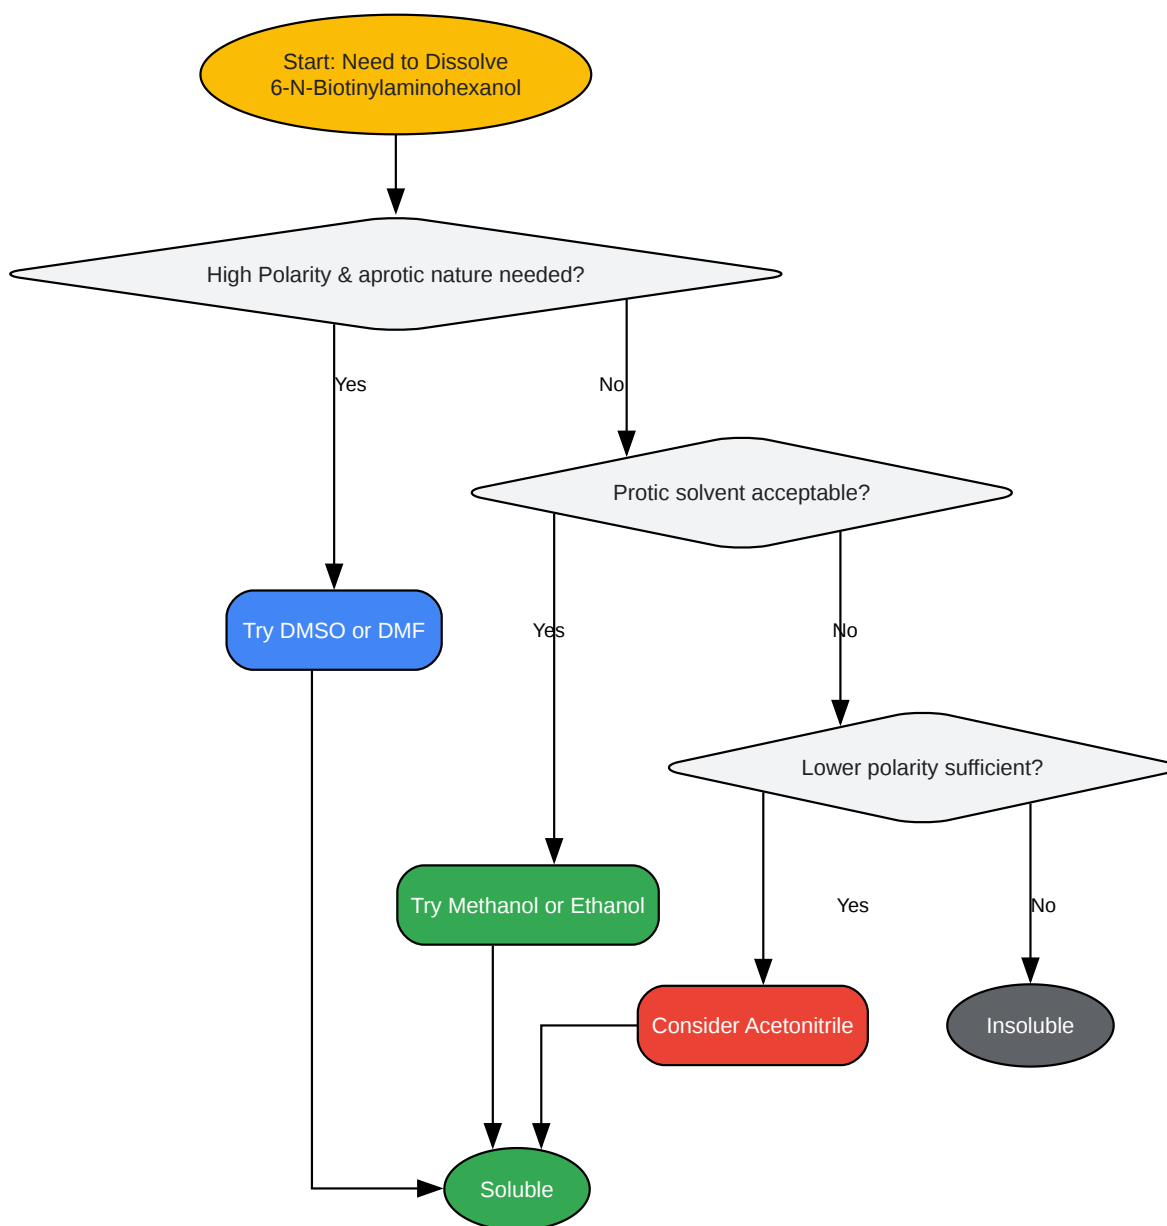 Start: Need to Dissolve
6-N-Biotinylaminohexanol
High Polarity & aprotic nature needed?
Yes
No
Protic solvent acceptable?
Try DMSO or DMF
Yes
No
Lower polarity sufficient?
Try Methanol or Ethanol
Yes
No
Consider Acetonitrile
Insoluble
Soluble